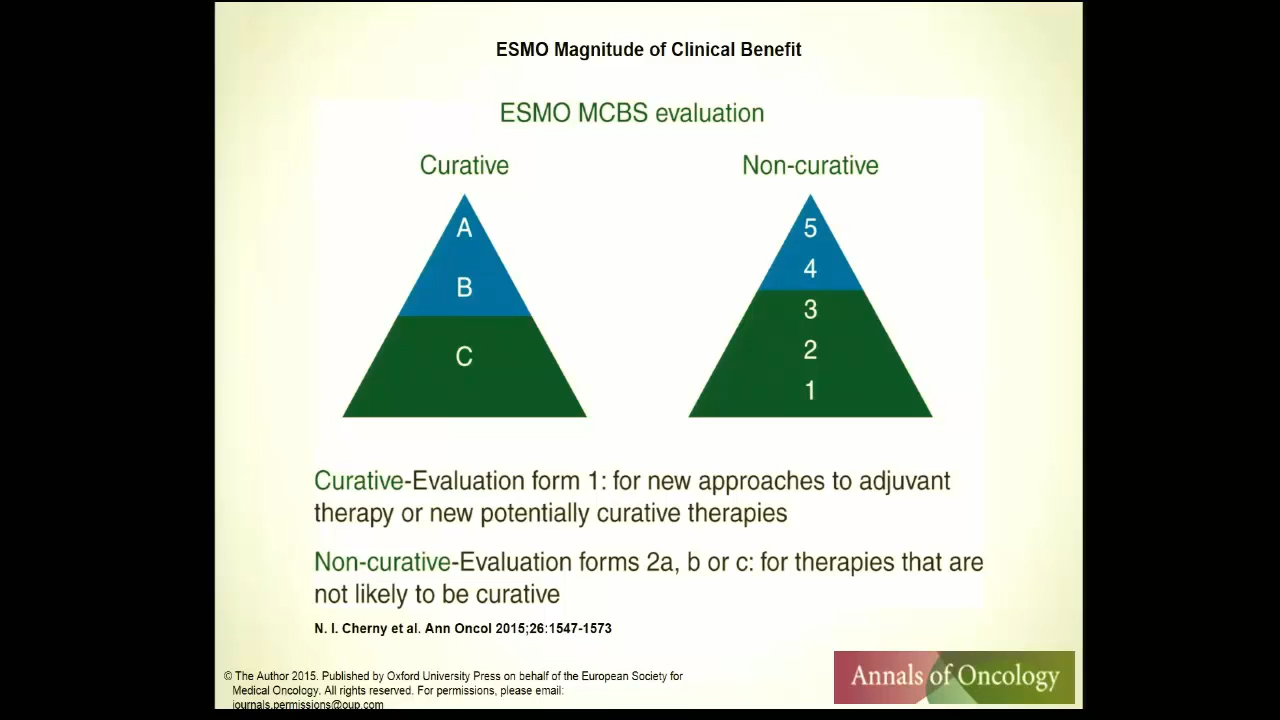 ESMO Magnitude of Clinical Benefit
ESMO MCBS evaluation
Curative
Non-curative
A
B
C
5
4
3
2
1
Curative-Evaluation form 1: for new approaches to adjuvant
therapy or new potentially curative therapies
Non-curative-Evaluation forms 2a, b or c: for therapies that are
not likely to be curative
N. I. Cherny et al. Ann Oncol 2015;26:1547-1573
© The Author 2015. Published by Oxford University Press on behalf of the European Society for
Medical Oncology. All rights reserved. For permissions, please email:
journals.permissions@oup.com
Annals of Oncology